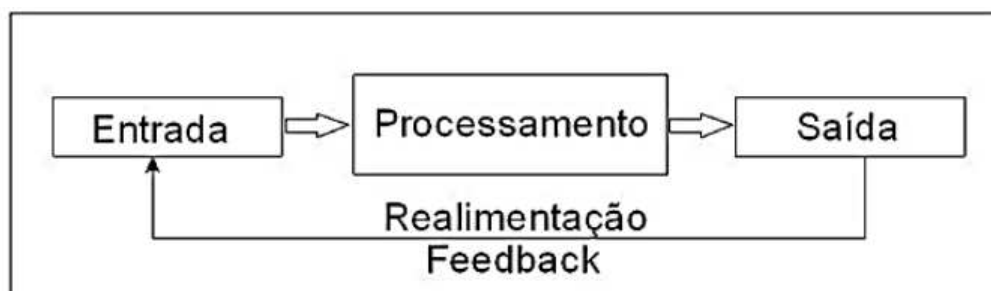 Entrada
Processamento
Saída
Realimentação
Feedback